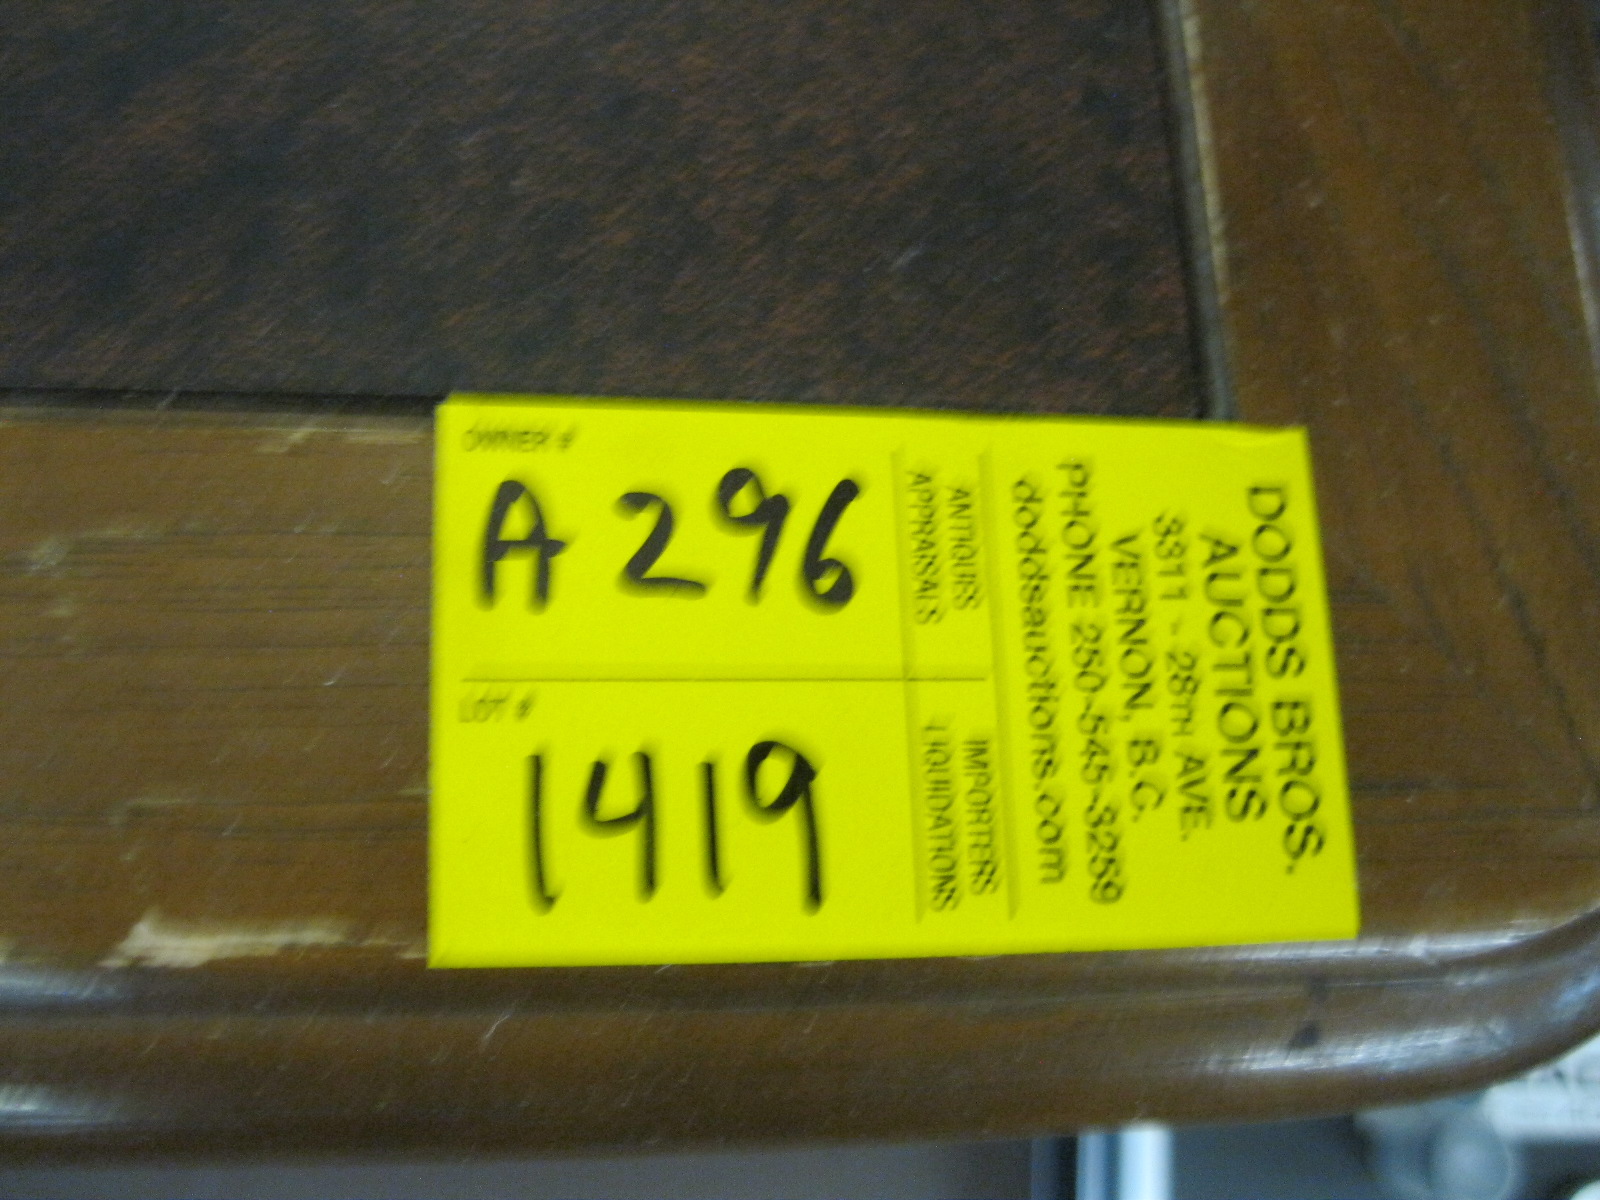 OWNER #
A 296
LOT #
1419
ANTIQUES
APPRAISALS
IMPORTERS
LIQUIDATIONS
DODDS BROS.
AUCTIONS
3311 - 28TH AVE.
VERNON, B.C.
PHONE 250-545-3259
doddsauctions.com